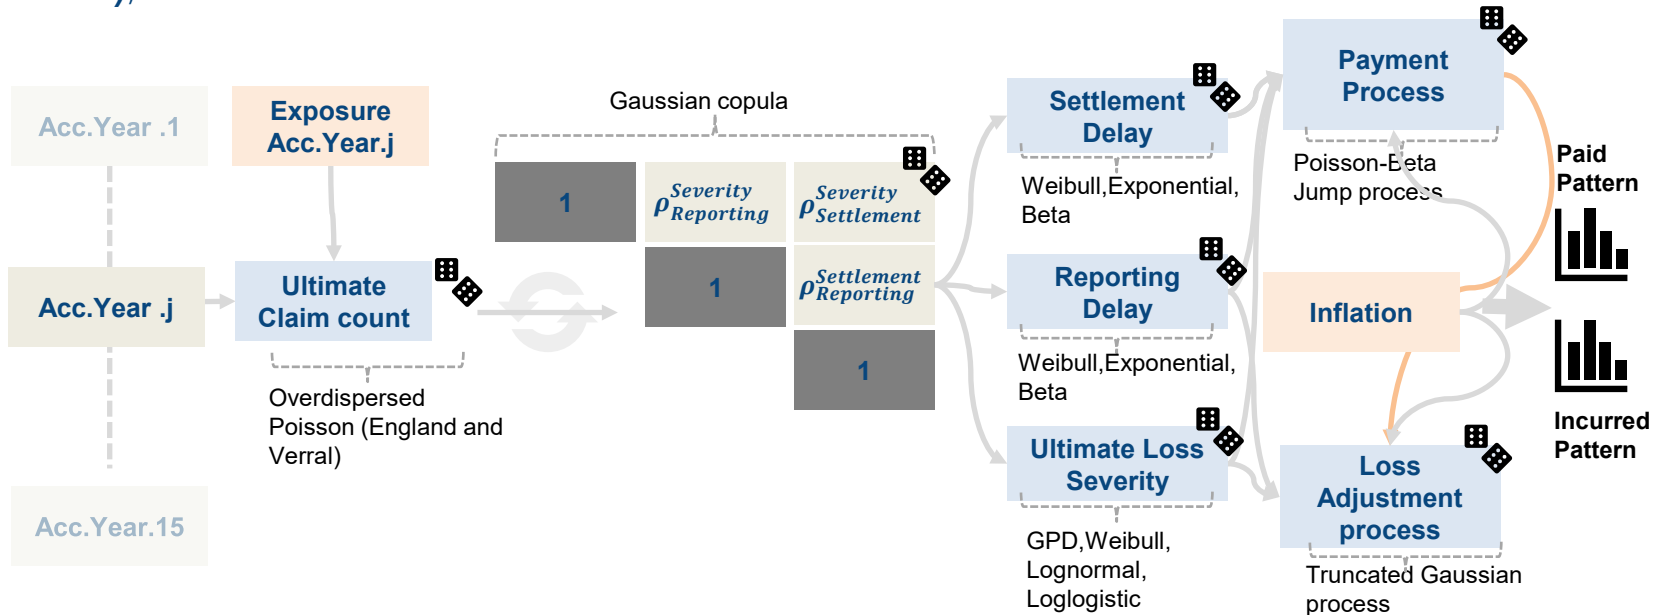 ),
Acc.Year .1
Acc.Year .j
Acc.Year.15
Exposure
Acc.Year.j
Ultimate
Claim count
Overdispersed
Poisson (England and
Verral)
Gaussian copula
1
ρ Severity Reporting
ρ Severity Settlement
1
ρ Settlement Reporting
1
Settlement
Delay
Weibull,Exponential,
Beta
Reporting
Delay
Weibull,Exponential,
Beta
Ultimate Loss
Severity
GPD,Weibull,
Lognormal,
Loglogistic
Payment
Process
Poisson-Beta
Jump process
Inflation
Loss
Adjustment
process
Truncated Gaussian
process
Paid
Pattern
Incurred
Pattern